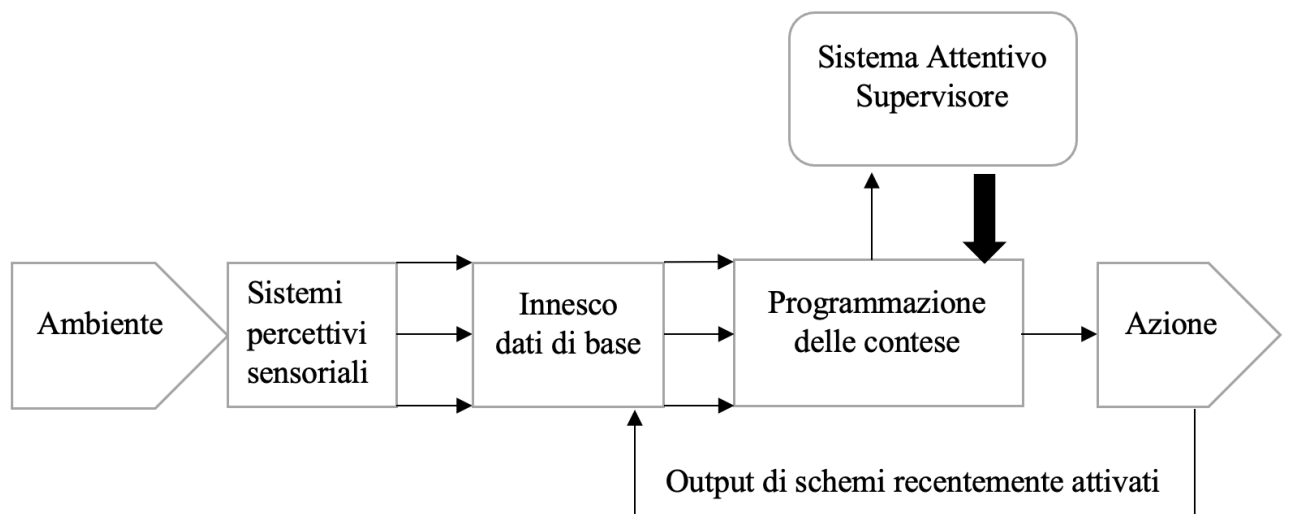 Sistema Attentivo
Supervisore
Ambiente
Sistemi
percettivi
sensoriali
Innesco
dati di base
Programmazione
delle contese
Azione
Output di schemi recentemente attivati